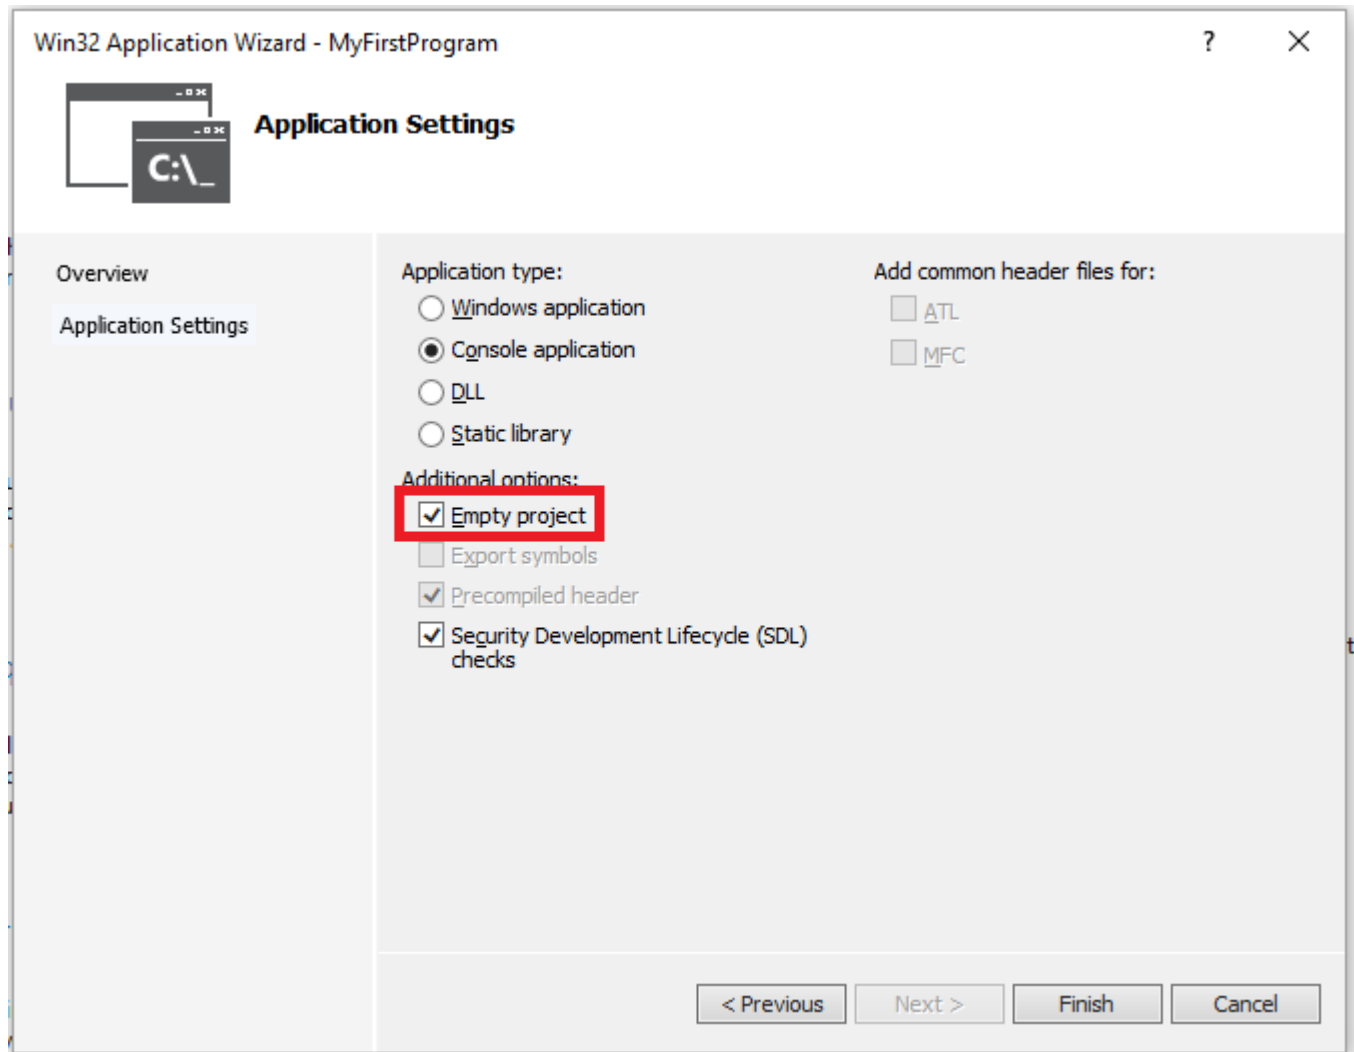 Win32 Application Wizard - MyFirstProgram
?
C:\_
Application Settings
Overview
Application Settings
Application type:
Windows application
Console application
DLL
Static library
Additional options:
Empty project
Export symbols
Precompiled header
Security Development Lifecycle (SDL)
checks
Add common header files for:
ATL
MFC
< Previous
Next >
Finish
Cancel